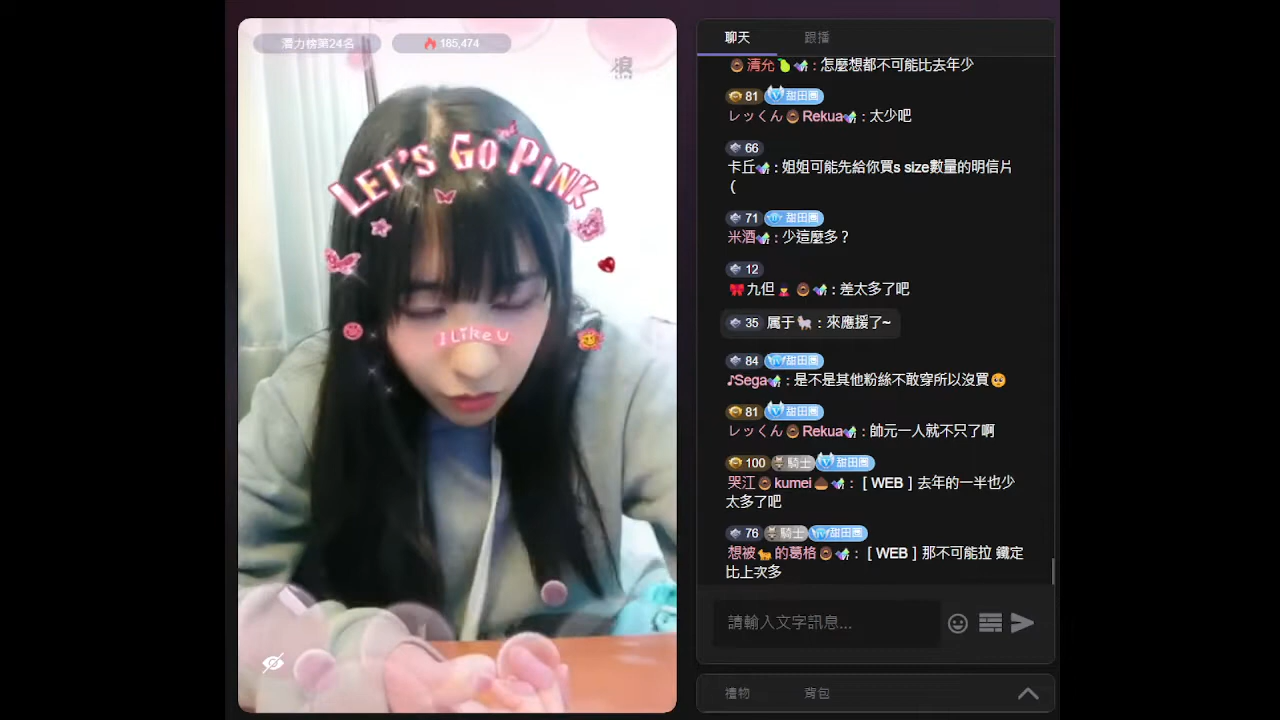 潛力榜第24名
185,474
浪
LIVE
LET'S GO PINK
I Like U
聊天
跟播
清允 : 怎麼想都不可能比去年少
81 甜田圈
レッくん Rekua : 太少吧
66
卡丘 : 姐姐可能先給你買s size數量的明信片
(
71 甜田圈
米酒 : 少這麼多？
12
九但 : 差太多了吧
35 属于 : 來應援了~
84 甜田圈
♪Sega : 是不是其他粉絲不敢穿所以沒買
81 甜田圈
レッくん Rekua : 帥元一人就不只了啊
100 騎士 甜田圈
哭江 kumei : [ WEB ] 去年的一半也少
太多了吧
76 騎士 甜田圈
想被 的葛格 : [ WEB ] 那不可能拉 鐵定
比上次多
請輸入文字訊息...
禮物
背包